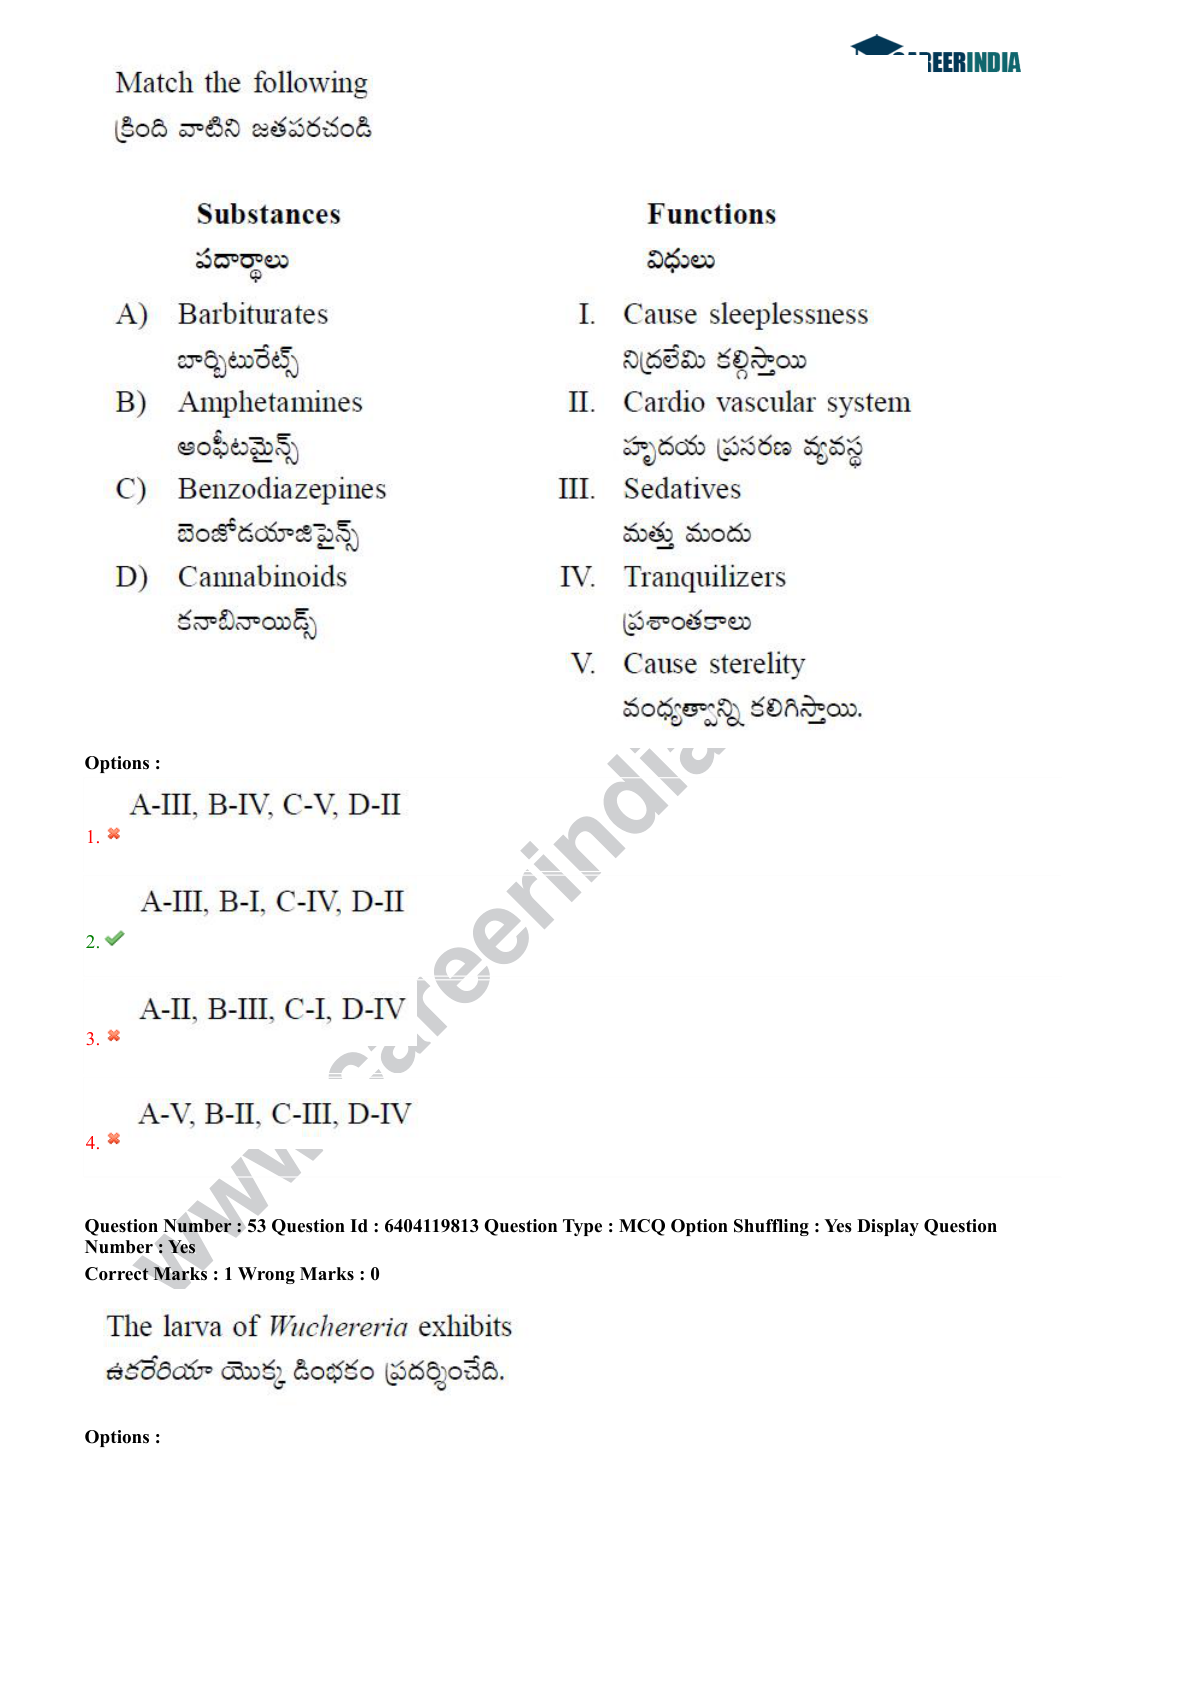 EERINDIA
Match the following
క్రింది వాటిని జతపరచండి
Substances Functions
పదార్థాలు విధులు
A) Barbiturates I. Cause sleeplessness
బార్బిటురేట్స్ నిద్రలేమి కల్గిస్తాయి
B) Amphetamines II. Cardio vascular system
ఆంఫీటమైన్స్ హృదయ ప్రసరణ వ్యవస్థ
C) Benzodiazepines III. Sedatives
బెంజోడయాజిపైన్స్ మత్తు మందు
D) Cannabinoids IV. Tranquilizers
కనాబినాయిడ్స్ ప్రశాంతకాలు
V. Cause sterelity
వంధ్యత్వాన్ని కలిగిస్తాయి.
Options :
A-III, B-IV, C-V, D-II
1.
A-III, B-I, C-IV, D-II
2.
A-II, B-III, C-I, D-IV
3.
A-V, B-II, C-III, D-IV
4.
www.careerindia
Question Number : 53 Question Id : 6404119813 Question Type : MCQ Option Shuffling : Yes Display Question
Number : Yes
Correct Marks : 1 Wrong Marks : 0
The larva of Wuchereria exhibits
ఉకరేరియా యొక్క డింభకం ప్రదర్శించేది.
Options :